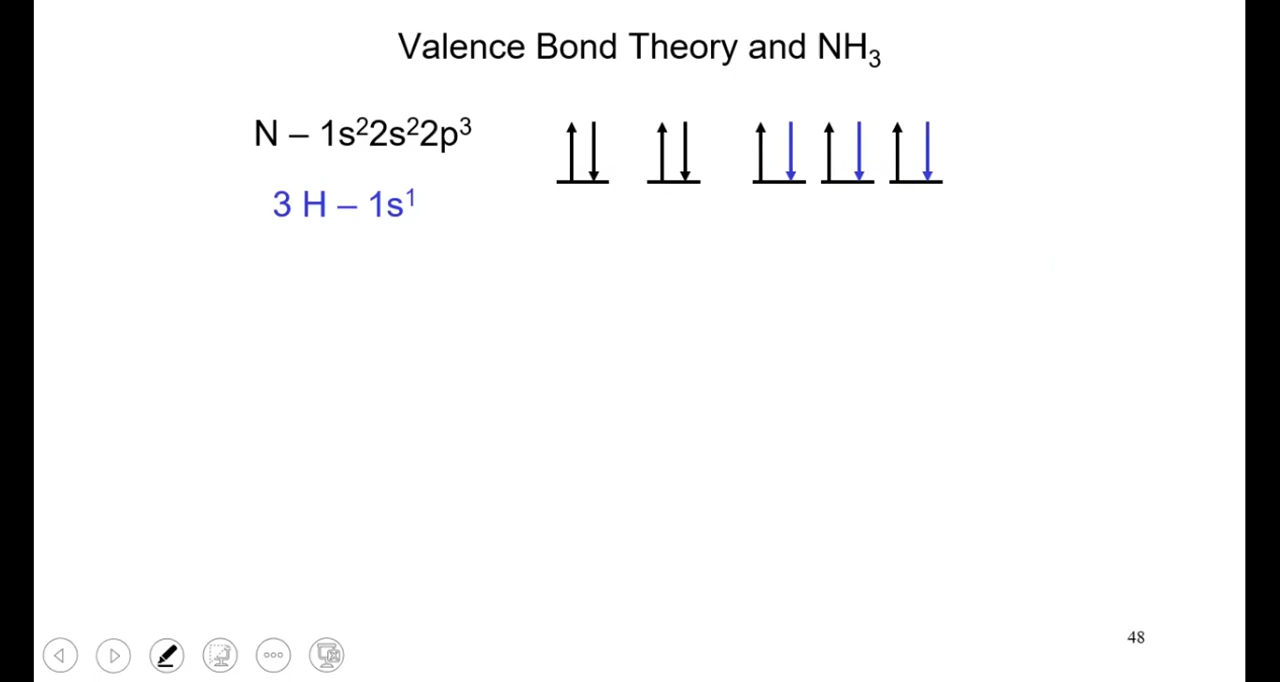 Valence Bond Theory and NH₃
N – 1s²2s²2p³
3 H – 1s¹
48